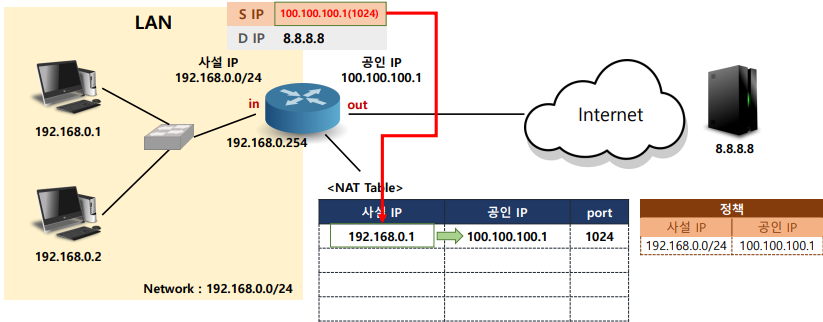 LAN
S IP 100.100.100.1(1024)
D IP 8.8.8.8
사설 IP
192.168.0.0/24
공인 IP
100.100.100.1
in
out
192.168.0.1
192.168.0.254
Internet
8.8.8.8
192.168.0.2
Network : 192.168.0.0/24
<NAT Table>
사설 IP 공인 IP port
192.168.0.1 100.100.100.1 1024
정책
사설 IP 공인 IP
192.168.0.0/24 100.100.100.1